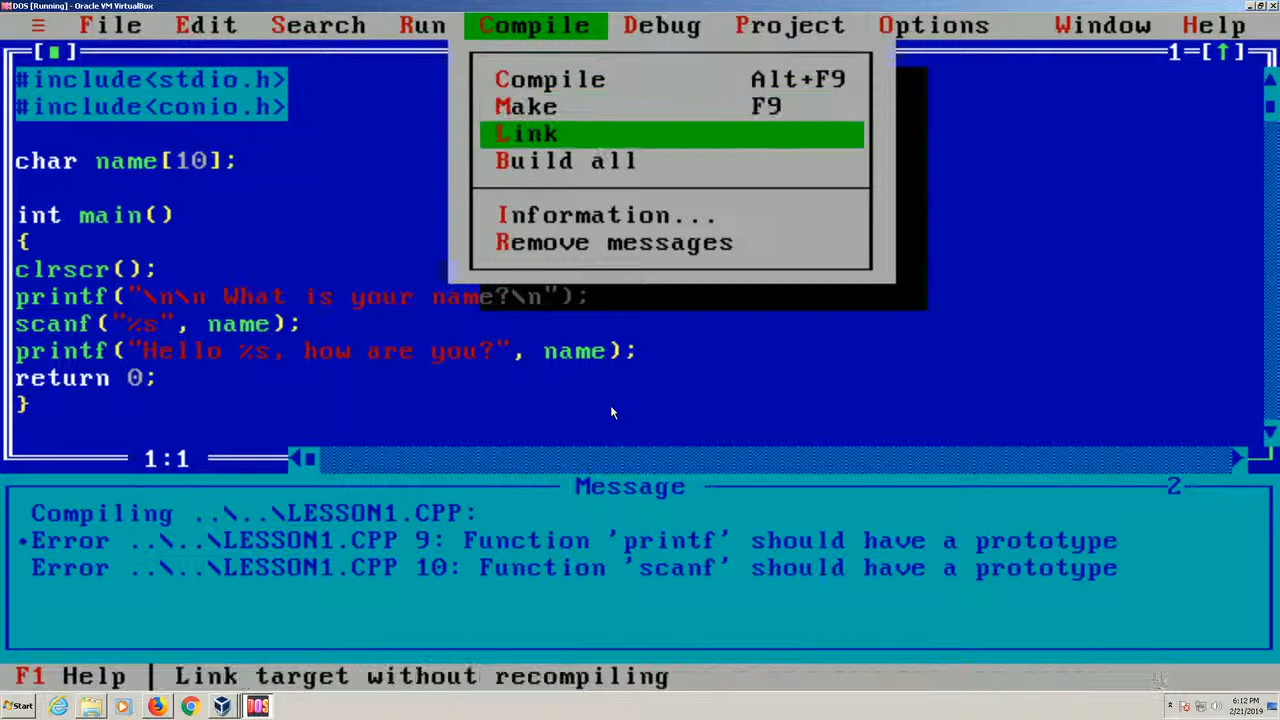 DOS [Running] - Oracle VM VirtualBox
≡ File Edit Search Run Compile Debug Project Options Window Help
[■] 1=[↑]
#include<stdio.h>
#include<conio.h>
Compile Alt+F9
Make F9
Link
Build all
Information...
Remove messages
char name[10];
int main()
{
clrscr();
printf("\n\n What is your name?\n");
scanf("%s", name);
printf("Hello %s, how are you?", name);
return 0;
}
1:1
Message 2
Compiling ..\..\LESSON1.CPP:
•Error ..\..\LESSON1.CPP 9: Function 'printf' should have a prototype
Error ..\..\LESSON1.CPP 10: Function 'scanf' should have a prototype
F1 Help | Link target without recompiling
Start
DOS
6:12 PM
2/21/2019